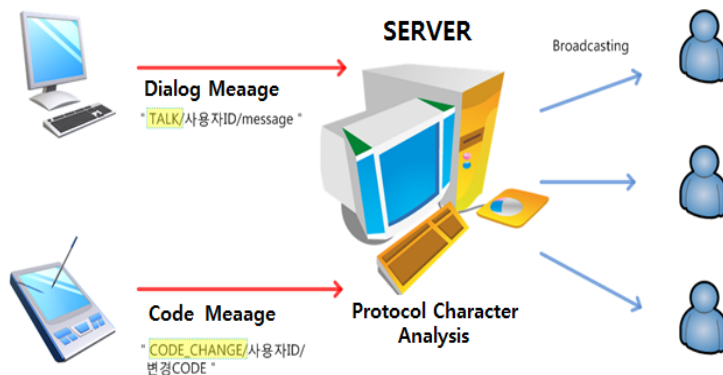 SERVER
Broadcasting
Dialog Meaage
" TALK/사용자ID/message "
Code Meaage
" CODE_CHANGE/사용자ID/
변경CODE "
Protocol Character
Analysis